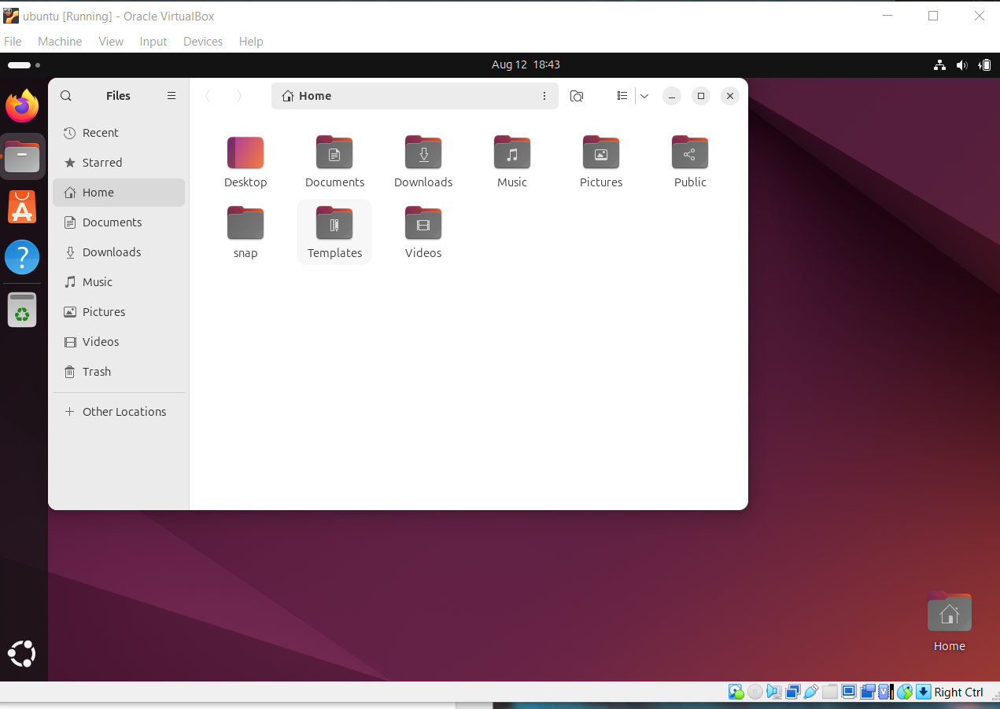 ubuntu [Running] - Oracle VirtualBox
File Machine View Input Devices Help
Aug 12 18:43
Files
Home
Recent
Starred
Home
Documents
Downloads
Music
Pictures
Videos
Trash
Other Locations
Desktop Documents Downloads Music Pictures Public
snap Templates Videos
Home
Right Ctrl